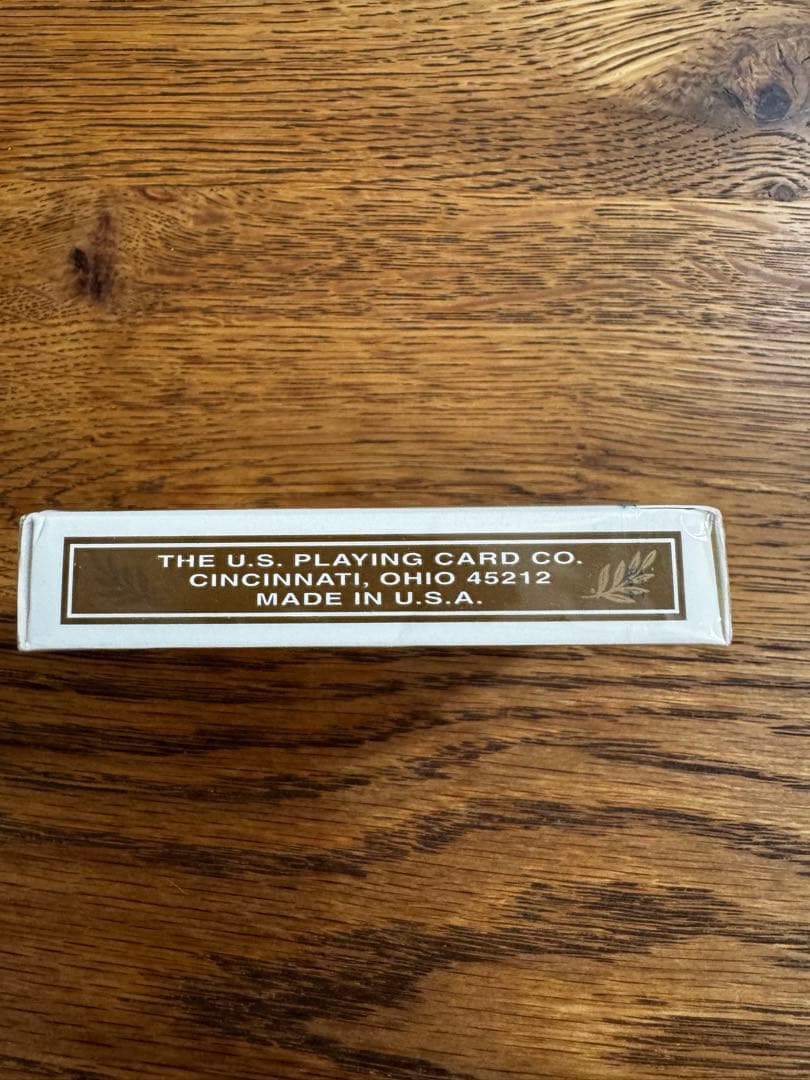 THE U.S. PLAYING CARD CO.
CINCINNATI, OHIO 45212
MADE IN U.S.A.